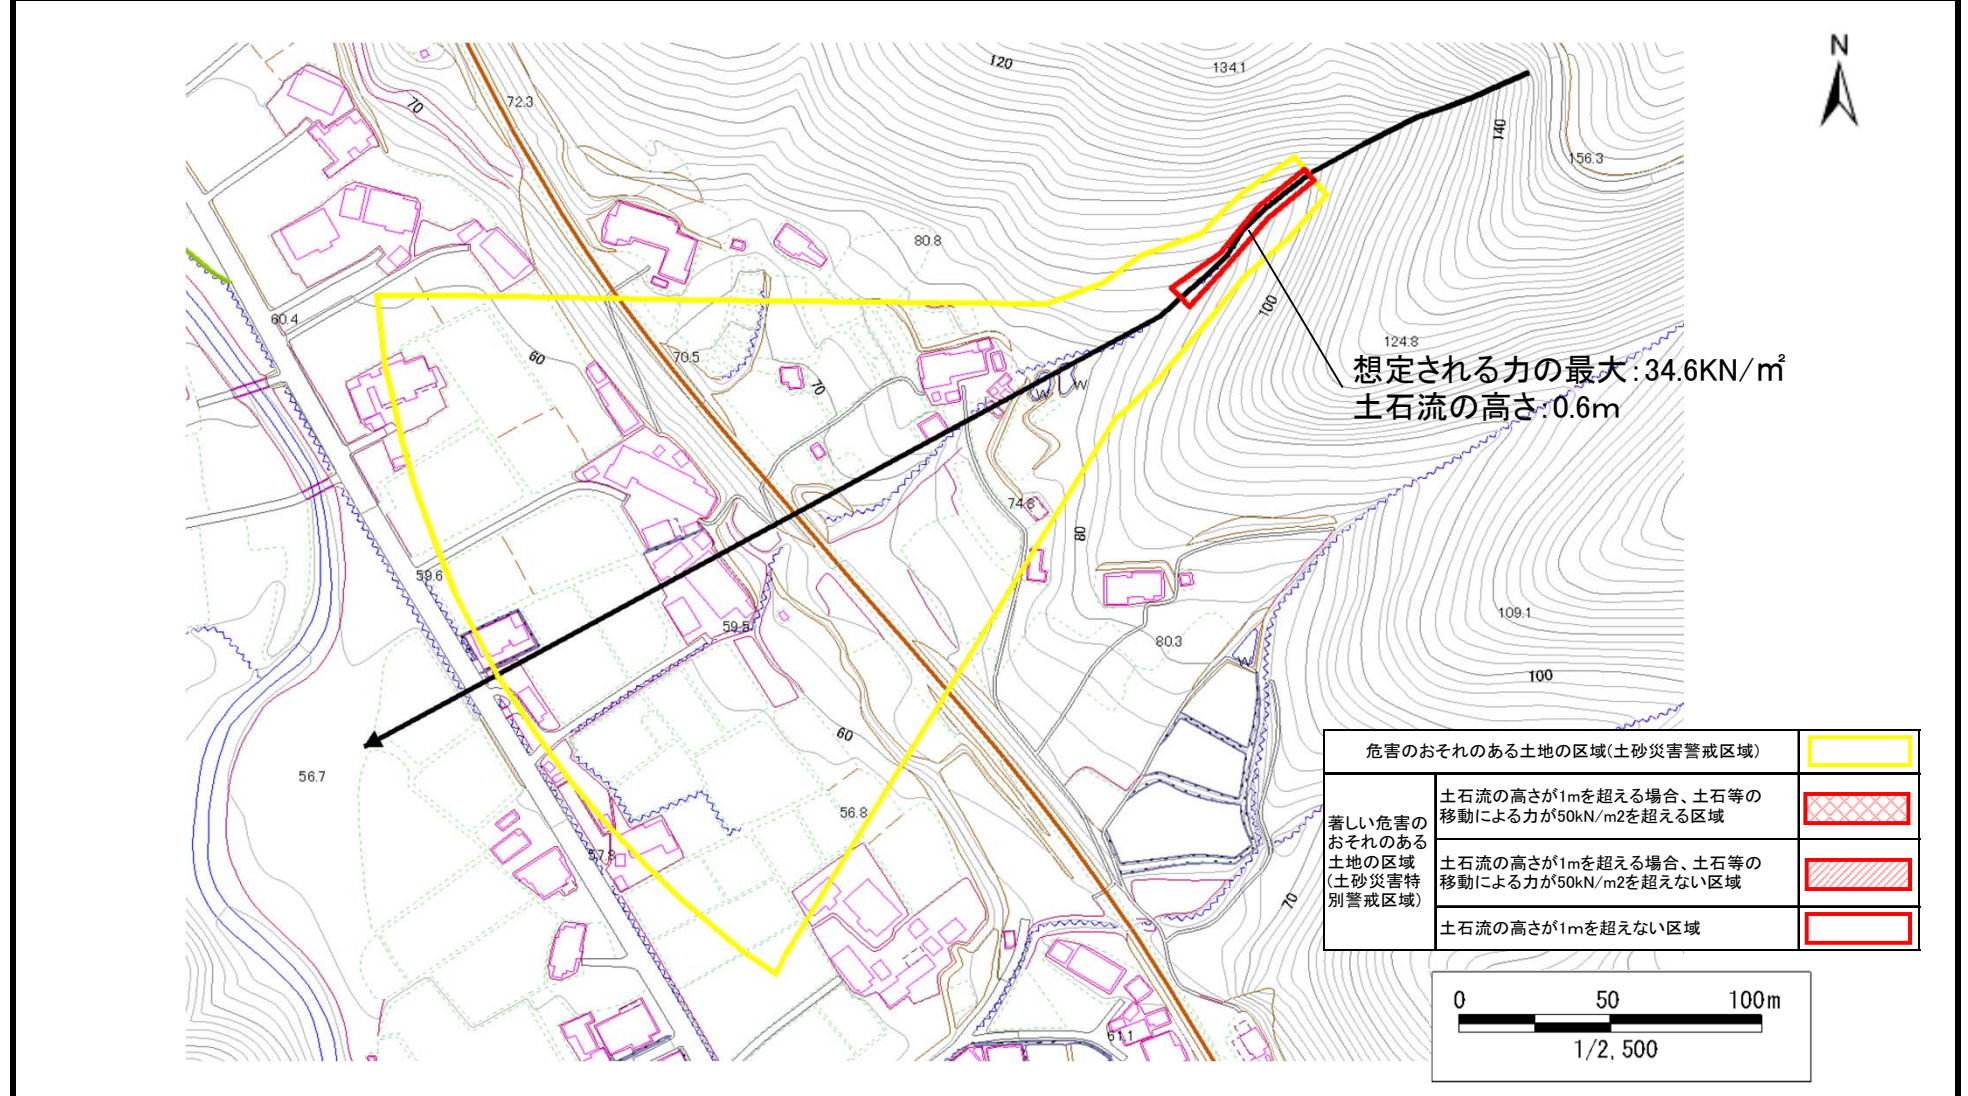 N
120
134.1
72.3
70
140
156.3
80.8
60.4
60
70.5
70
100
124.8
想定される力の最大:34.6KN/㎡
土石流の高さ:0.6m
W
W
74.8
80
59.6
59.5
80.3
109.1
W
100
60
56.7
56.8
57.8
70
61.1
危害のおそれのある土地の区域(土砂災害警戒区域)
著しい危害の
おそれのある
土地の区域
(土砂災害特
別警戒区域)
土石流の高さが1mを超える場合、土石等の
移動による力が50kN/m2を超える区域
土石流の高さが1mを超える場合、土石等の
移動による力が50kN/m2を超えない区域
土石流の高さが1mを超えない区域
0 50 100m
1/2,500